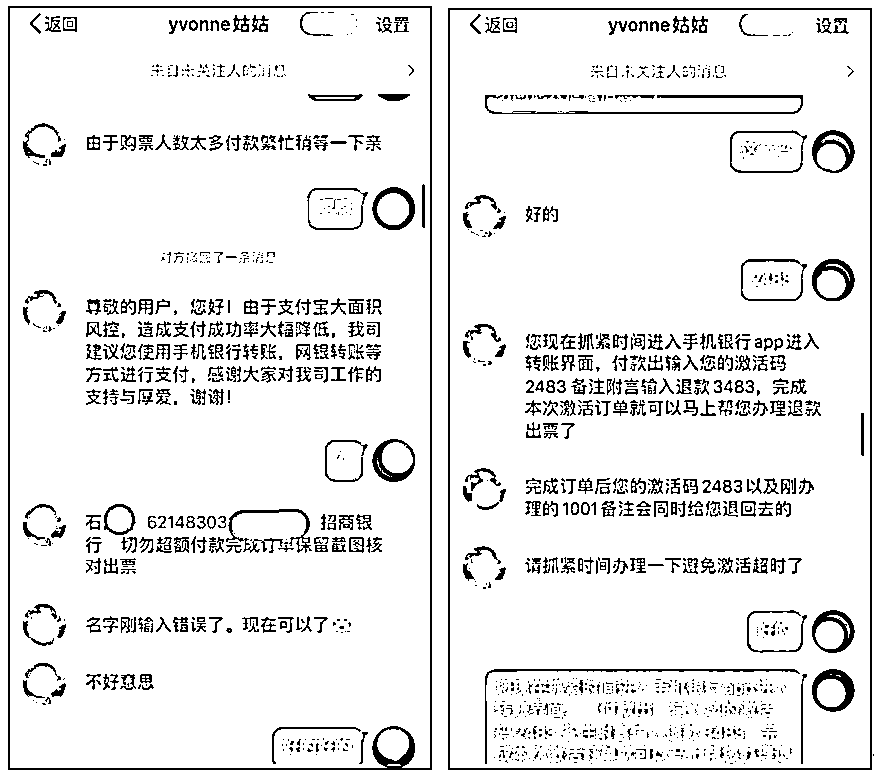 返回
yvonne姑姑
设置
来自未关注人的消息
由于购票人数太多付款繁忙稍等一下亲
对方撤回了一条消息
尊敬的用户，您好！由于支付宝大面积
风控，造成支付成功率大幅降低，我司
建议您使用手机银行转账，网银转账等
方式进行支付，感谢大家对我司工作的
支持与厚爱。谢谢！
石 62148303 招商银
行 切勿超额付款完成订单保留截图核
对出票
名字刚输入错误了。现在可以了
不好意思
返回
yvonne姑姑
设置
来自未关注人的消息
好的
您现在抓紧时间进入手机银行app进入
转账界面，付款出输入您的激活码
2483 备注附言输入退款3483，完成
本次激活订单就可以马上帮您办理退款
出票了
完成订单后您的激活码2483以及刚办
理的1001备注会同时给您退回去的
请抓紧时间办理一下避免激活超时了